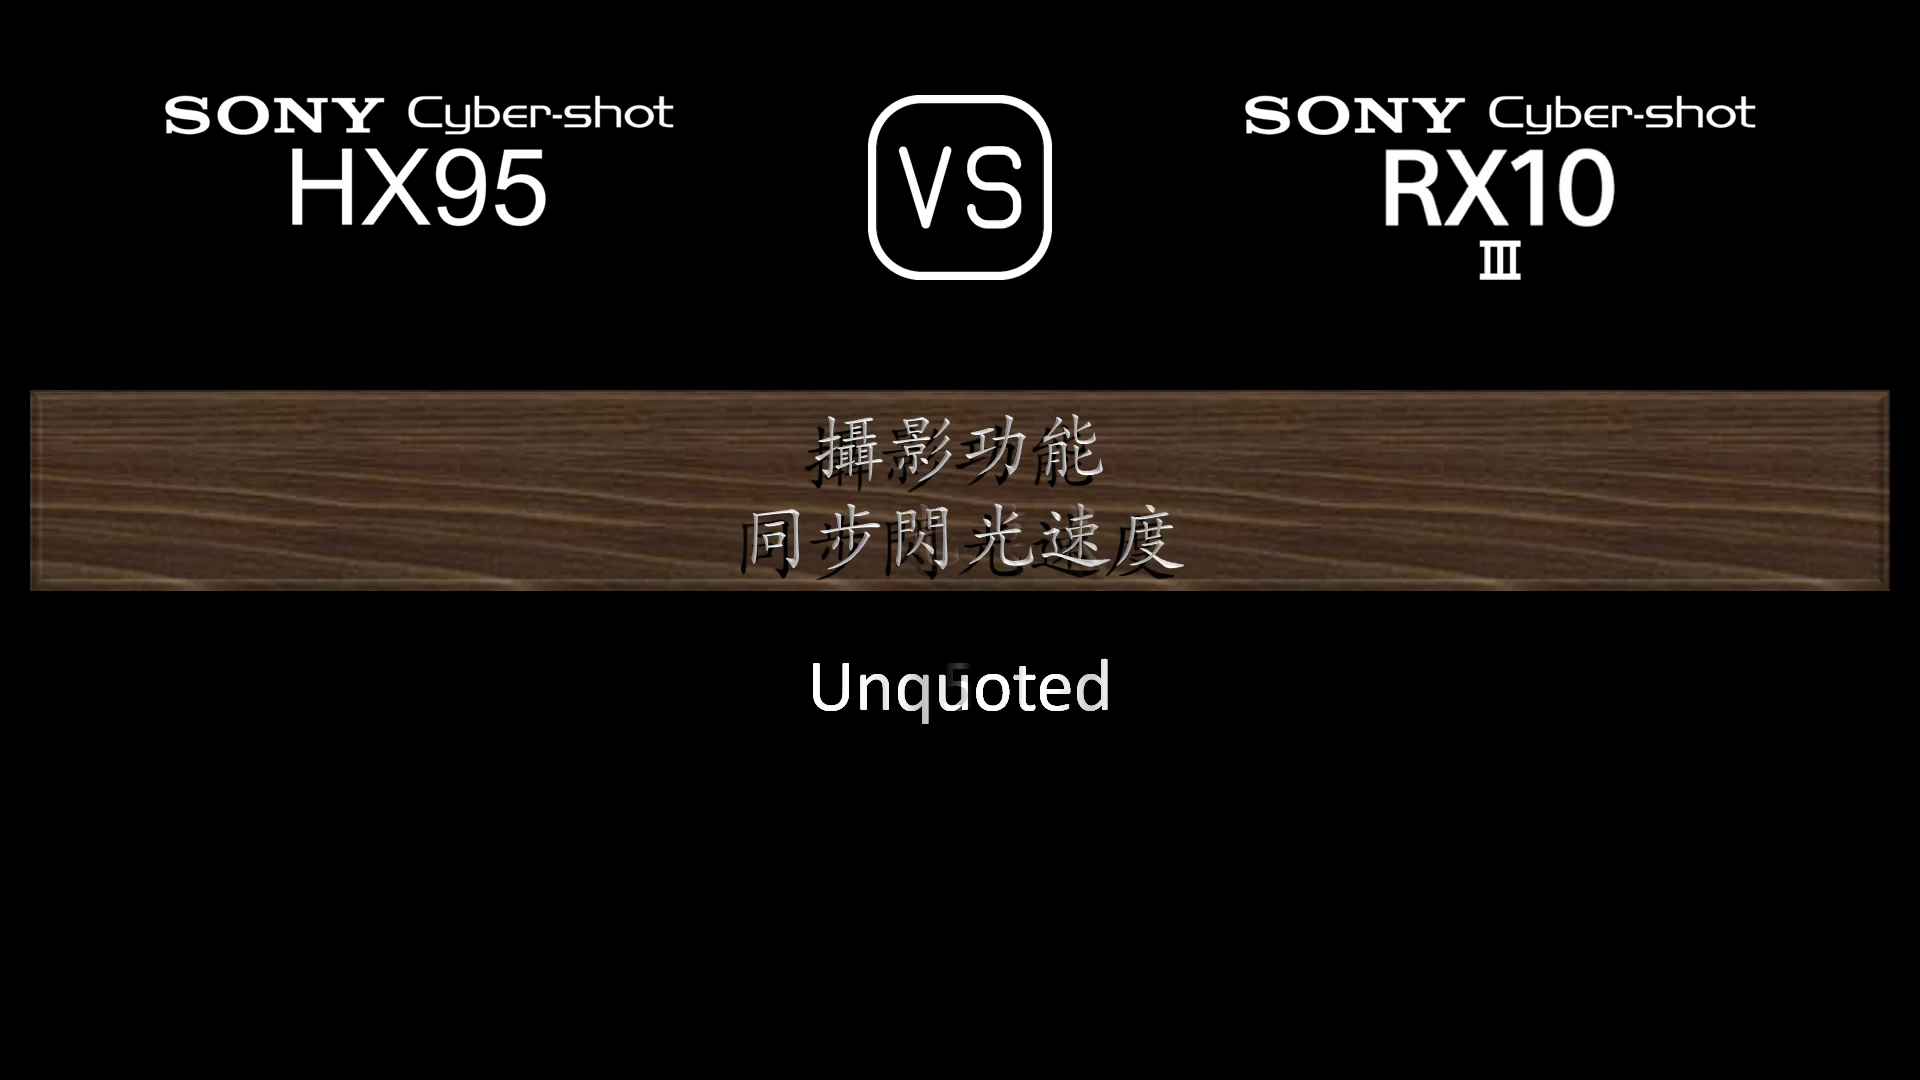 SONY Cyber-shot
HX95
VS
SONY Cyber-shot
RX10
III
攝影功能
同步閃光速度
Unquoted